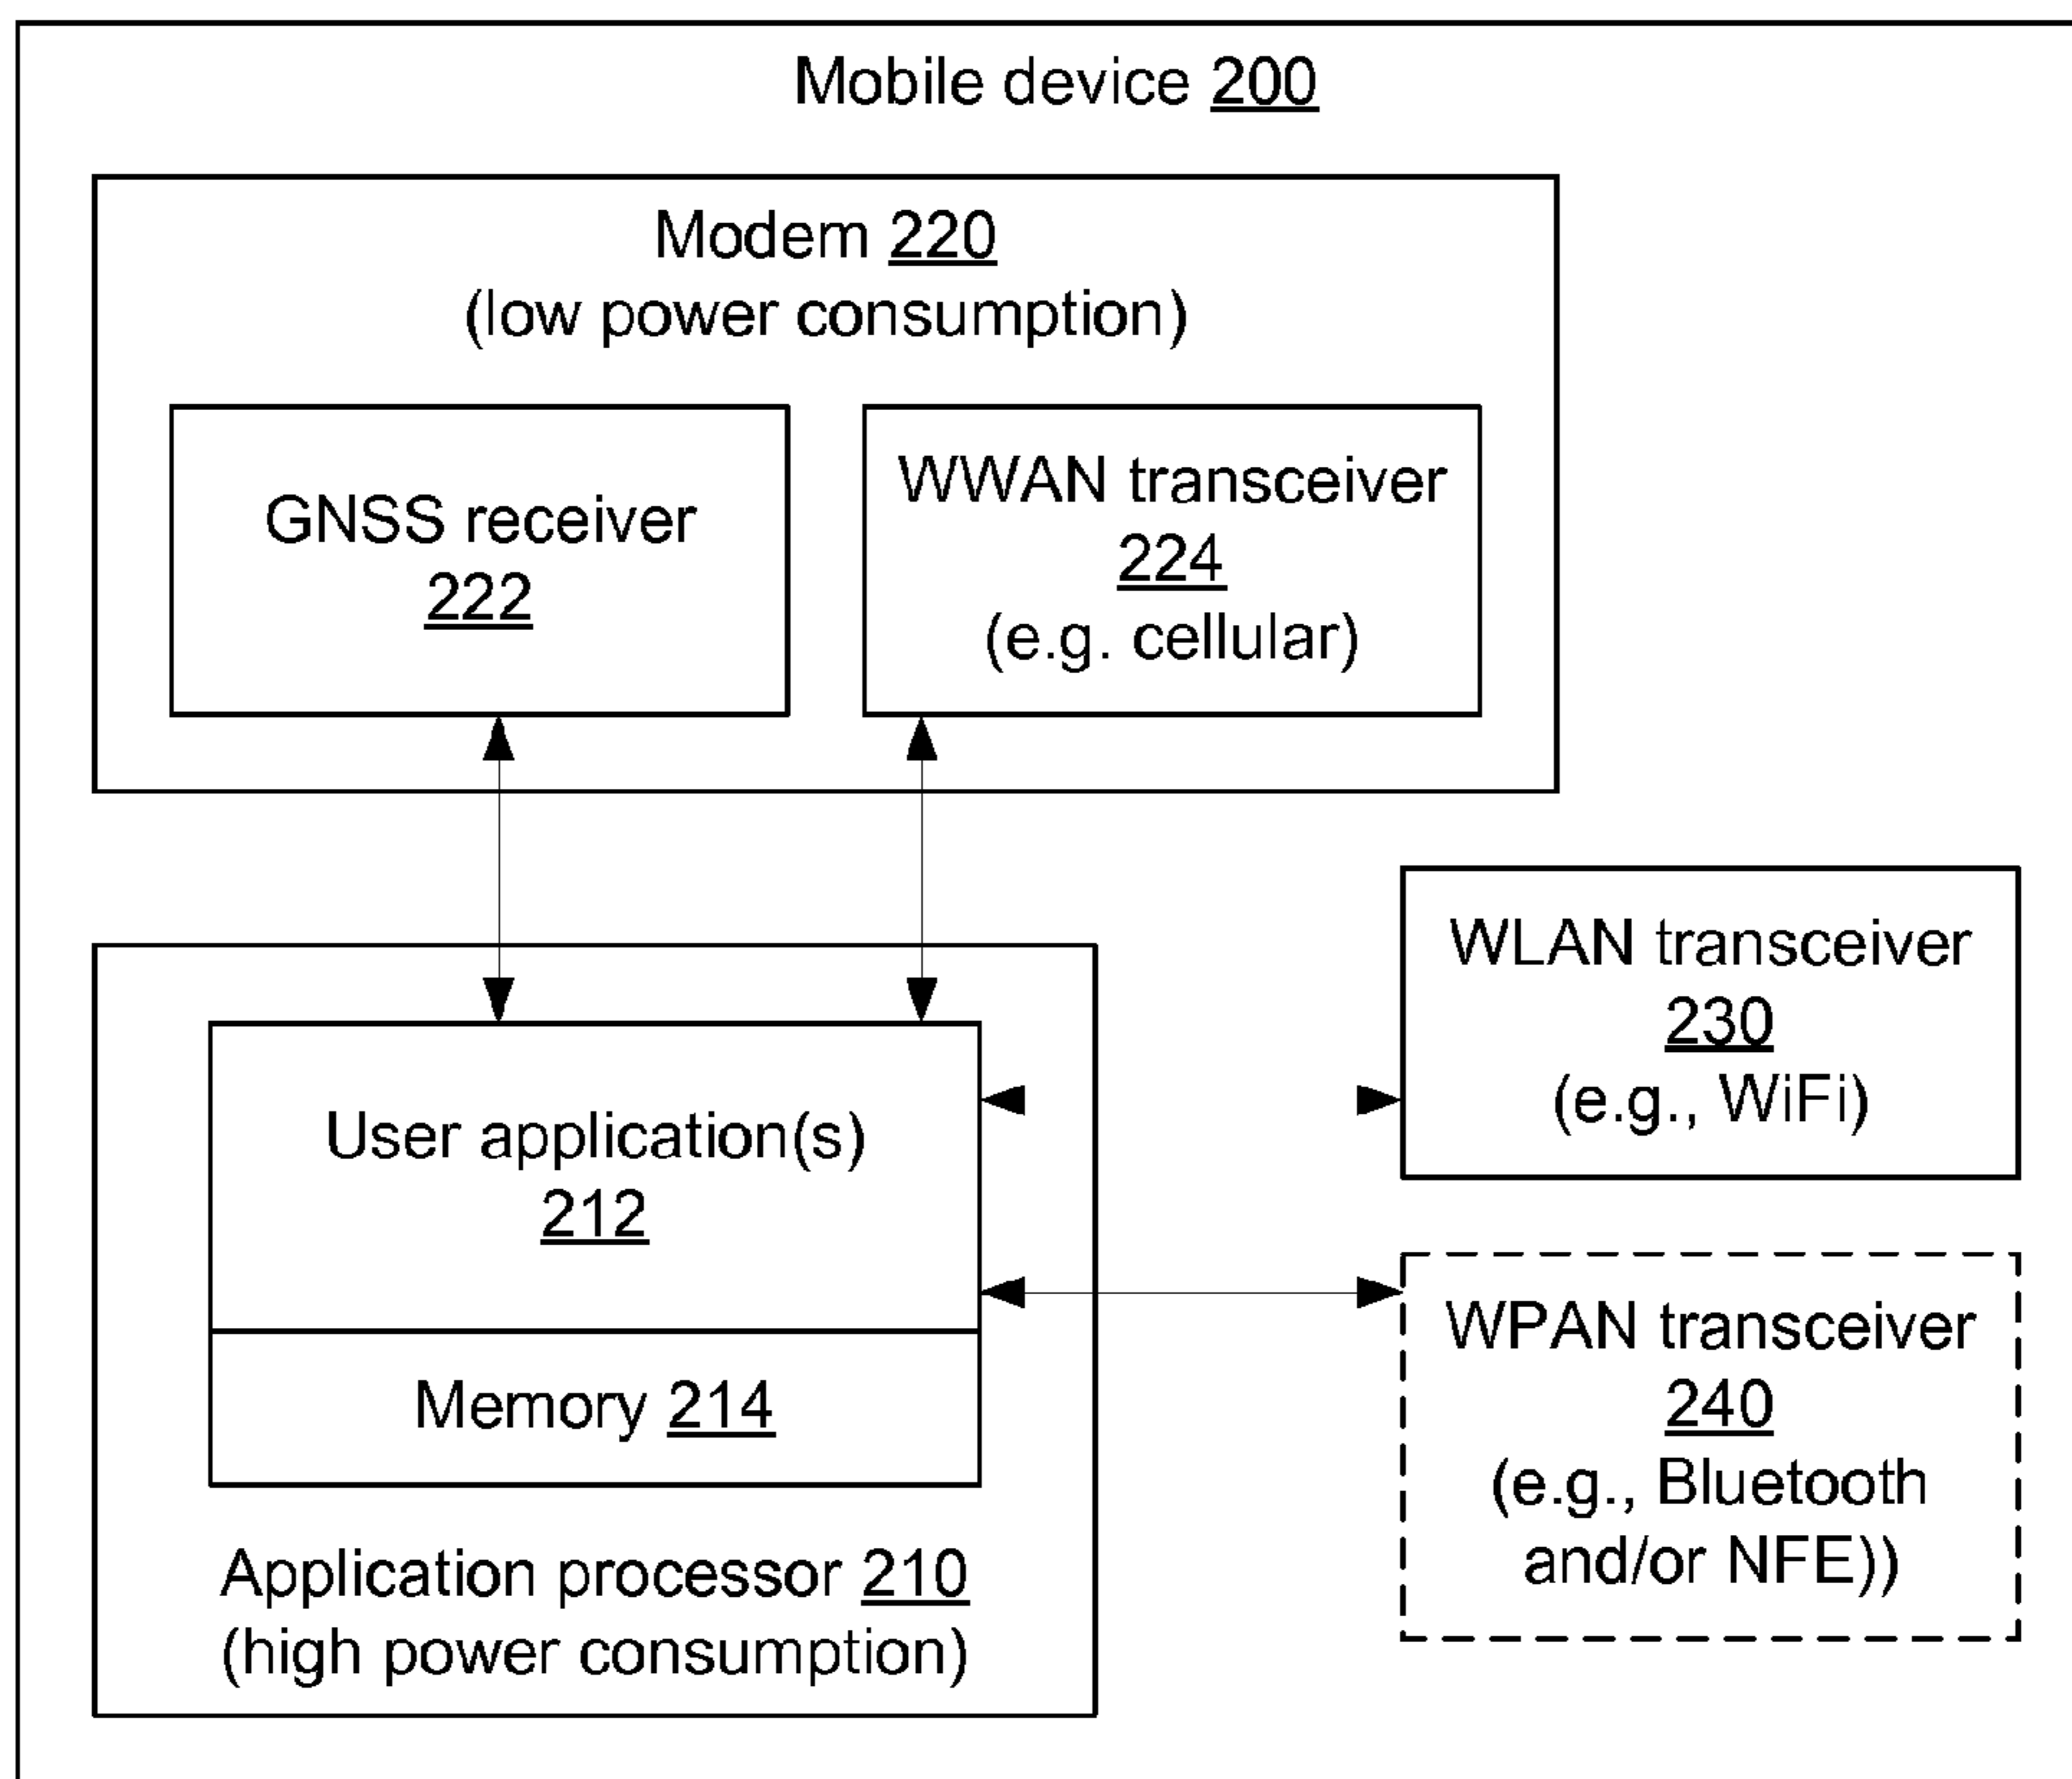 Mobile device 200
Modem 220
(low power consumption)
GNSS receiver
222
WWAN transceiver
224
(e.g. cellular)
WLAN transceiver
230
(e.g., WiFi)
User application(s)
212
Memory 214
Application processor 210
(high power consumption)
WPAN transceiver
240
(e.g., Bluetooth
and/or NFE))